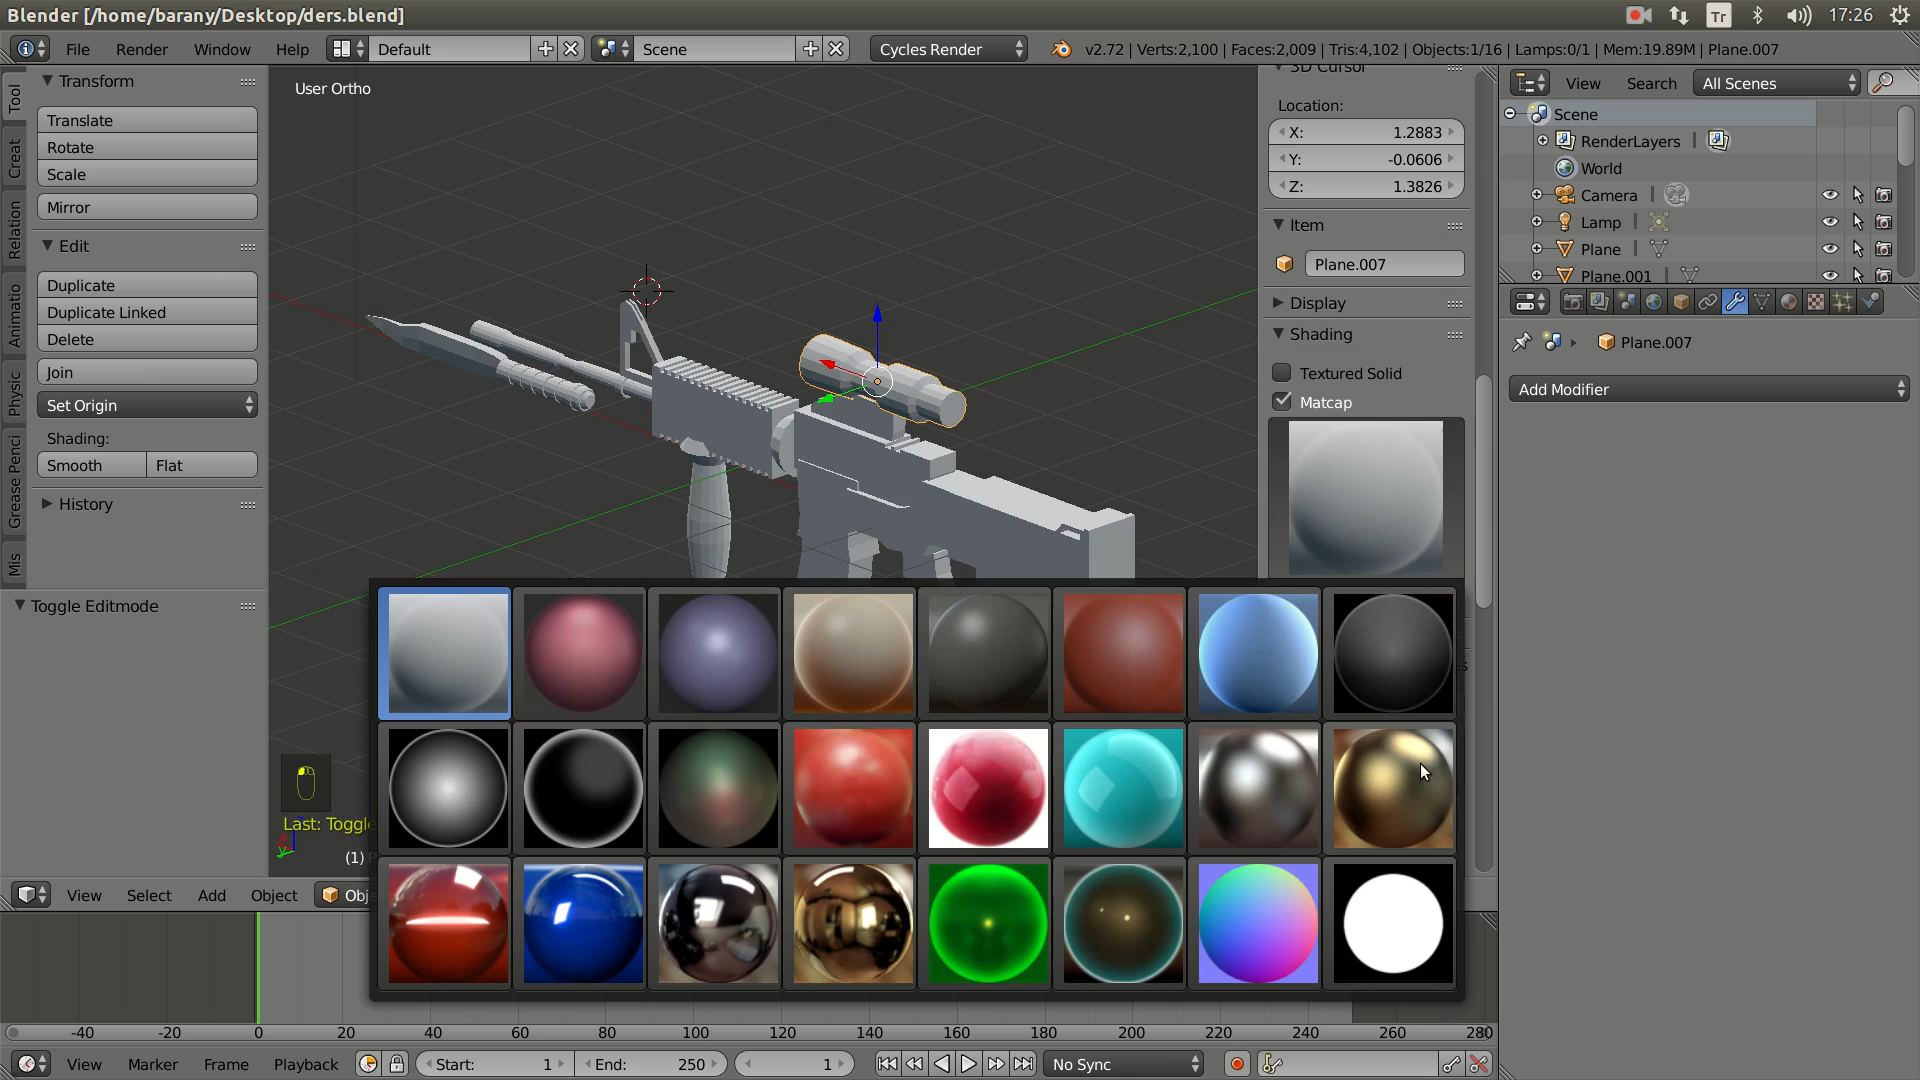 Blender [/home/barany/Desktop/ders.blend]
Tr
17:26
File
Render
Window
Help
Default
Scene
Cycles Render
v2.72 | Verts:2,100 | Faces:2,009 | Tris:4,102 | Objects:1/16 | Lamps:0/1 | Mem:19.89M | Plane.007
Tool
Creat
Relation
Animatio
Physic
Grease Penci
Mis
Transform
Translate
Rotate
Scale
Mirror
Edit
Duplicate
Duplicate Linked
Delete
Join
Set Origin
Shading:
Smooth
Flat
History
Toggle Editmode
User Ortho
Last: Toggle
(1)
View
Select
Add
Object
Obj
3D Cursor
Location:
X: 1.2883
Y: -0.0606
Z: 1.3826
Item
Plane.007
Display
Shading
Textured Solid
Matcap
View
Search
All Scenes
Scene
RenderLayers
World
Camera
Lamp
Plane
Plane.001
Plane.007
Add Modifier
-40 -20 0 20 40 60 80 100 120 140 160 180 200 220 240 260 280
View
Marker
Frame
Playback
Start: 1
End: 250
1
No Sync